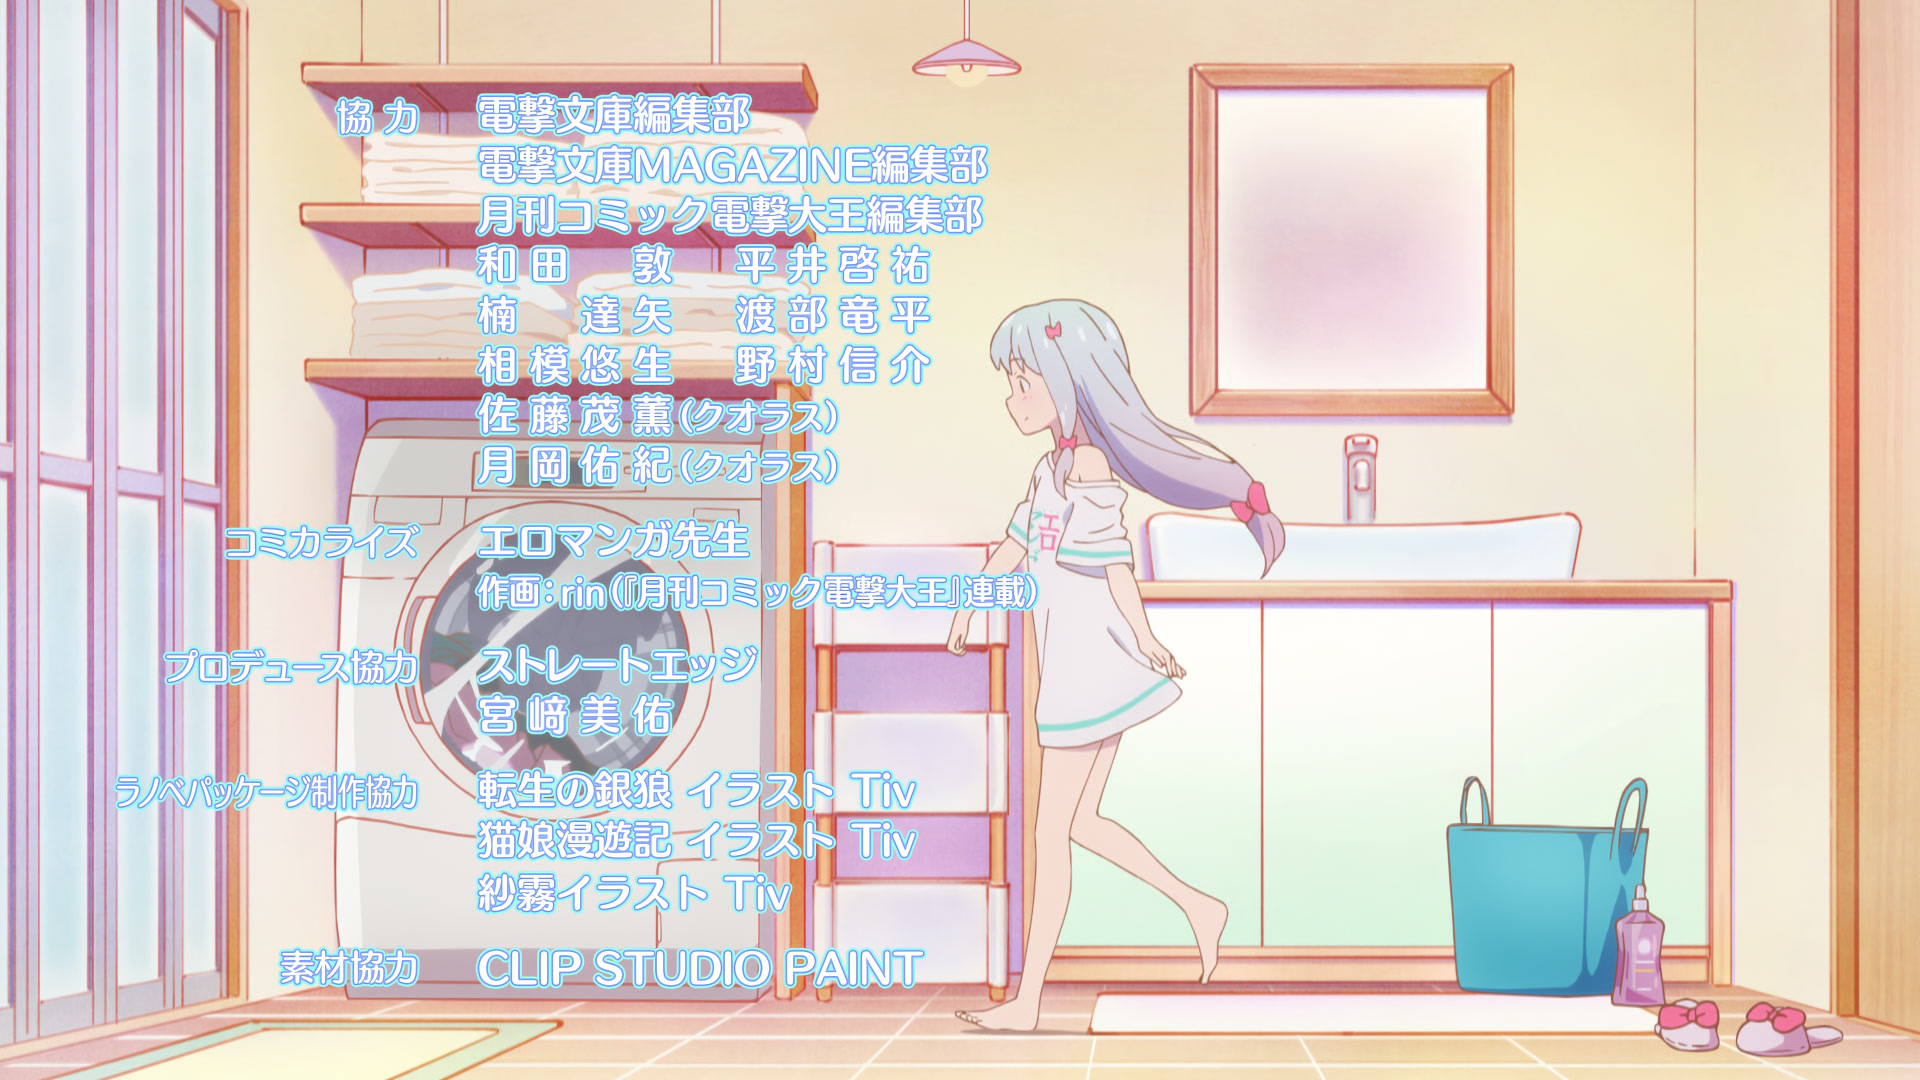 協力 電撃文庫編集部
電撃文庫MAGAZINE編集部
月刊コミック電撃大王編集部
和田 敦 平井啓祐
楠 達矢 渡部竜平
相模悠生 野村信介
佐藤茂薫(クオラス)
月岡佑紀(クオラス)
コミカライズ エロマンガ先生
作画:rin(『月刊コミック電撃大王』連載)
プロデュース協力 ストレートエッジ
宮﨑美佑
ラノベパッケージ制作協力 転生の銀狼 イラスト Tiv
猫娘漫遊記 イラスト Tiv
紗霧イラスト Tiv
素材協力 CLIP STUDIO PAINT
エロ